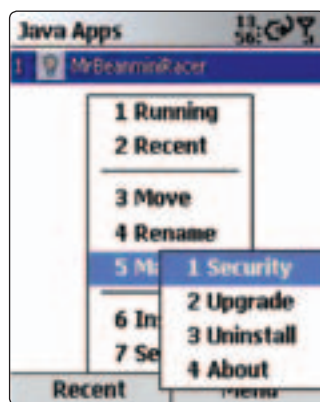 Java Apps 13:56
1 MrBeanminiRacer
1 Running
2 Recent
3 Move
4 Rename
5 M
1 Security
2 Upgrade
3 Uninstall
4 About
6 In
7 Se
Recent Menu